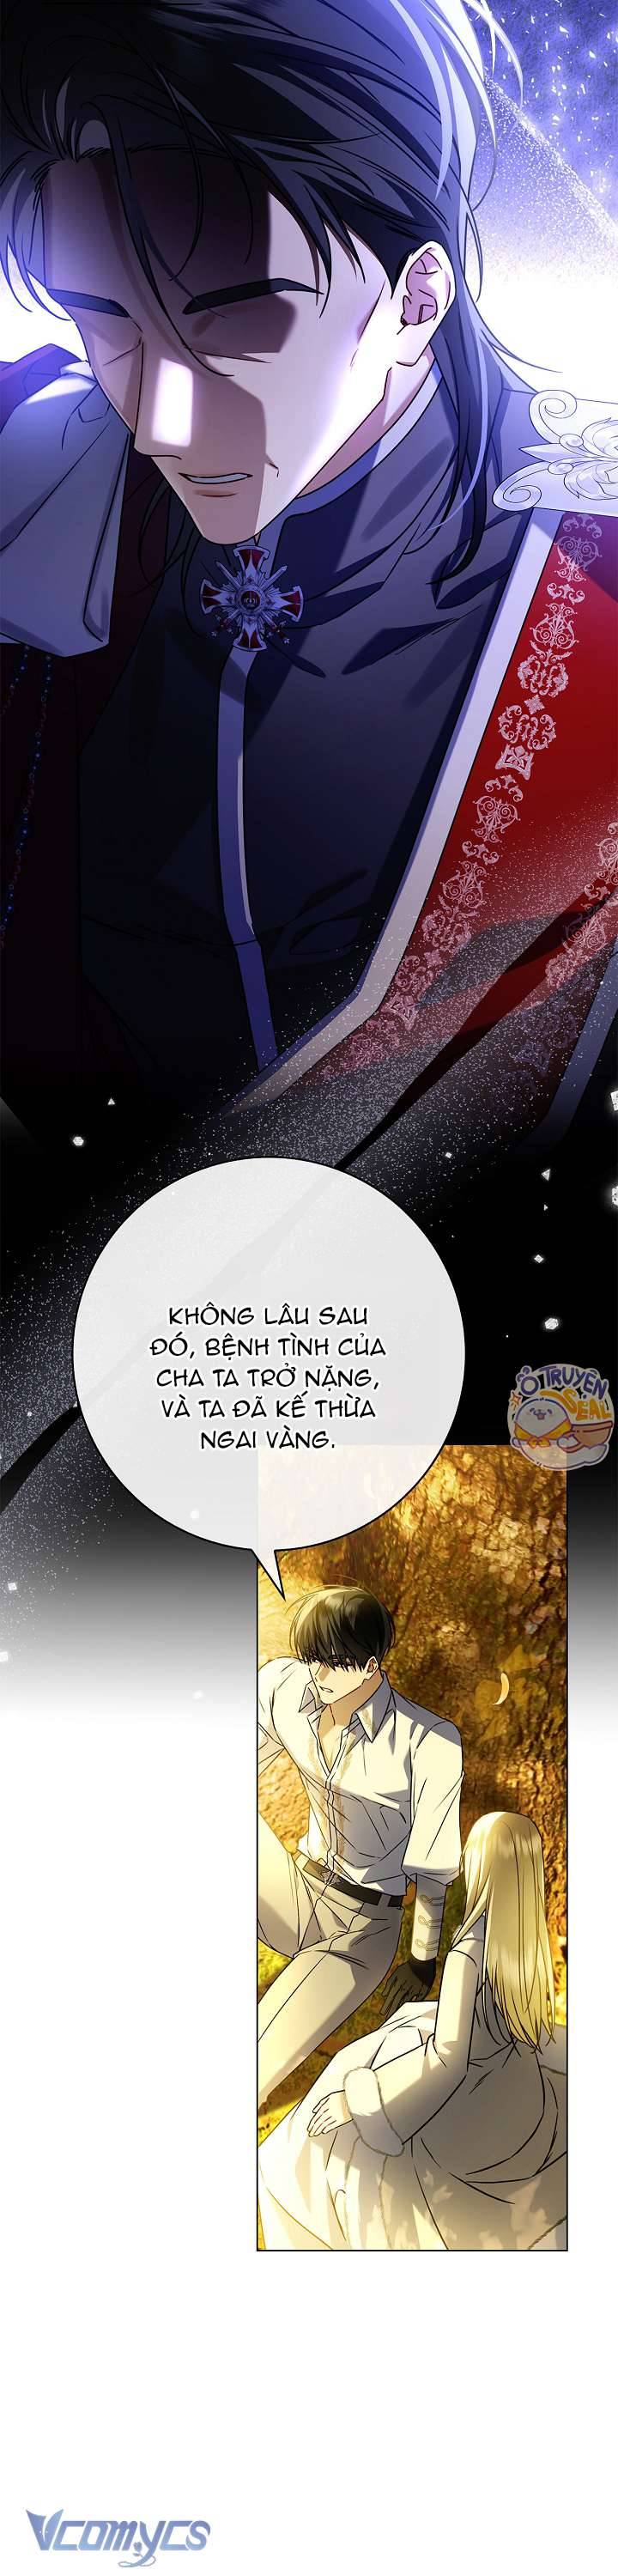 KHÔNG LÂU SAU
ĐÓ, BỆNH TÌNH CỦA
CHA TA TRỞ NẶNG,
VÀ TA ĐÃ KẾ THỪA
NGAI VÀNG.
Ổ TRUYỆN
SEAL
VCOMYCS